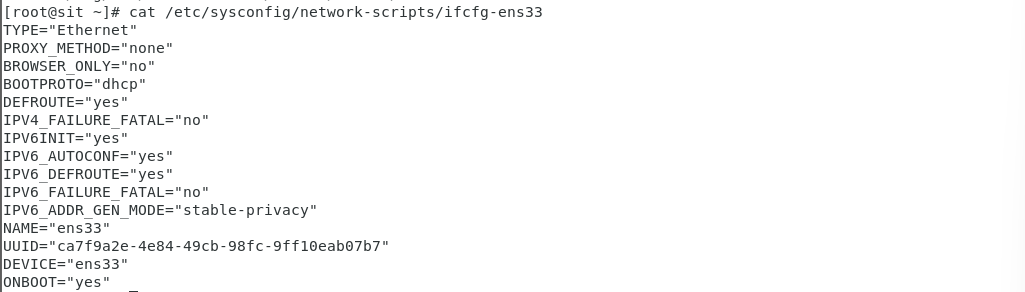 [root@sit ~]# cat /etc/sysconfig/network-scripts/ifcfg-ens33
TYPE="Ethernet"
PROXY_METHOD="none"
BROWSER_ONLY="no"
BOOTPROTO="dhcp"
DEFROUTE="yes"
IPV4_FAILURE_FATAL="no"
IPV6INIT="yes"
IPV6_AUTOCONF="yes"
IPV6_DEFROUTE="yes"
IPV6_FAILURE_FATAL="no"
IPV6_ADDR_GEN_MODE="stable-privacy"
NAME="ens33"
UUID="ca7f9a2e-4e84-49cb-98fc-9ff10eab07b7"
DEVICE="ens33"
ONBOOT="yes"